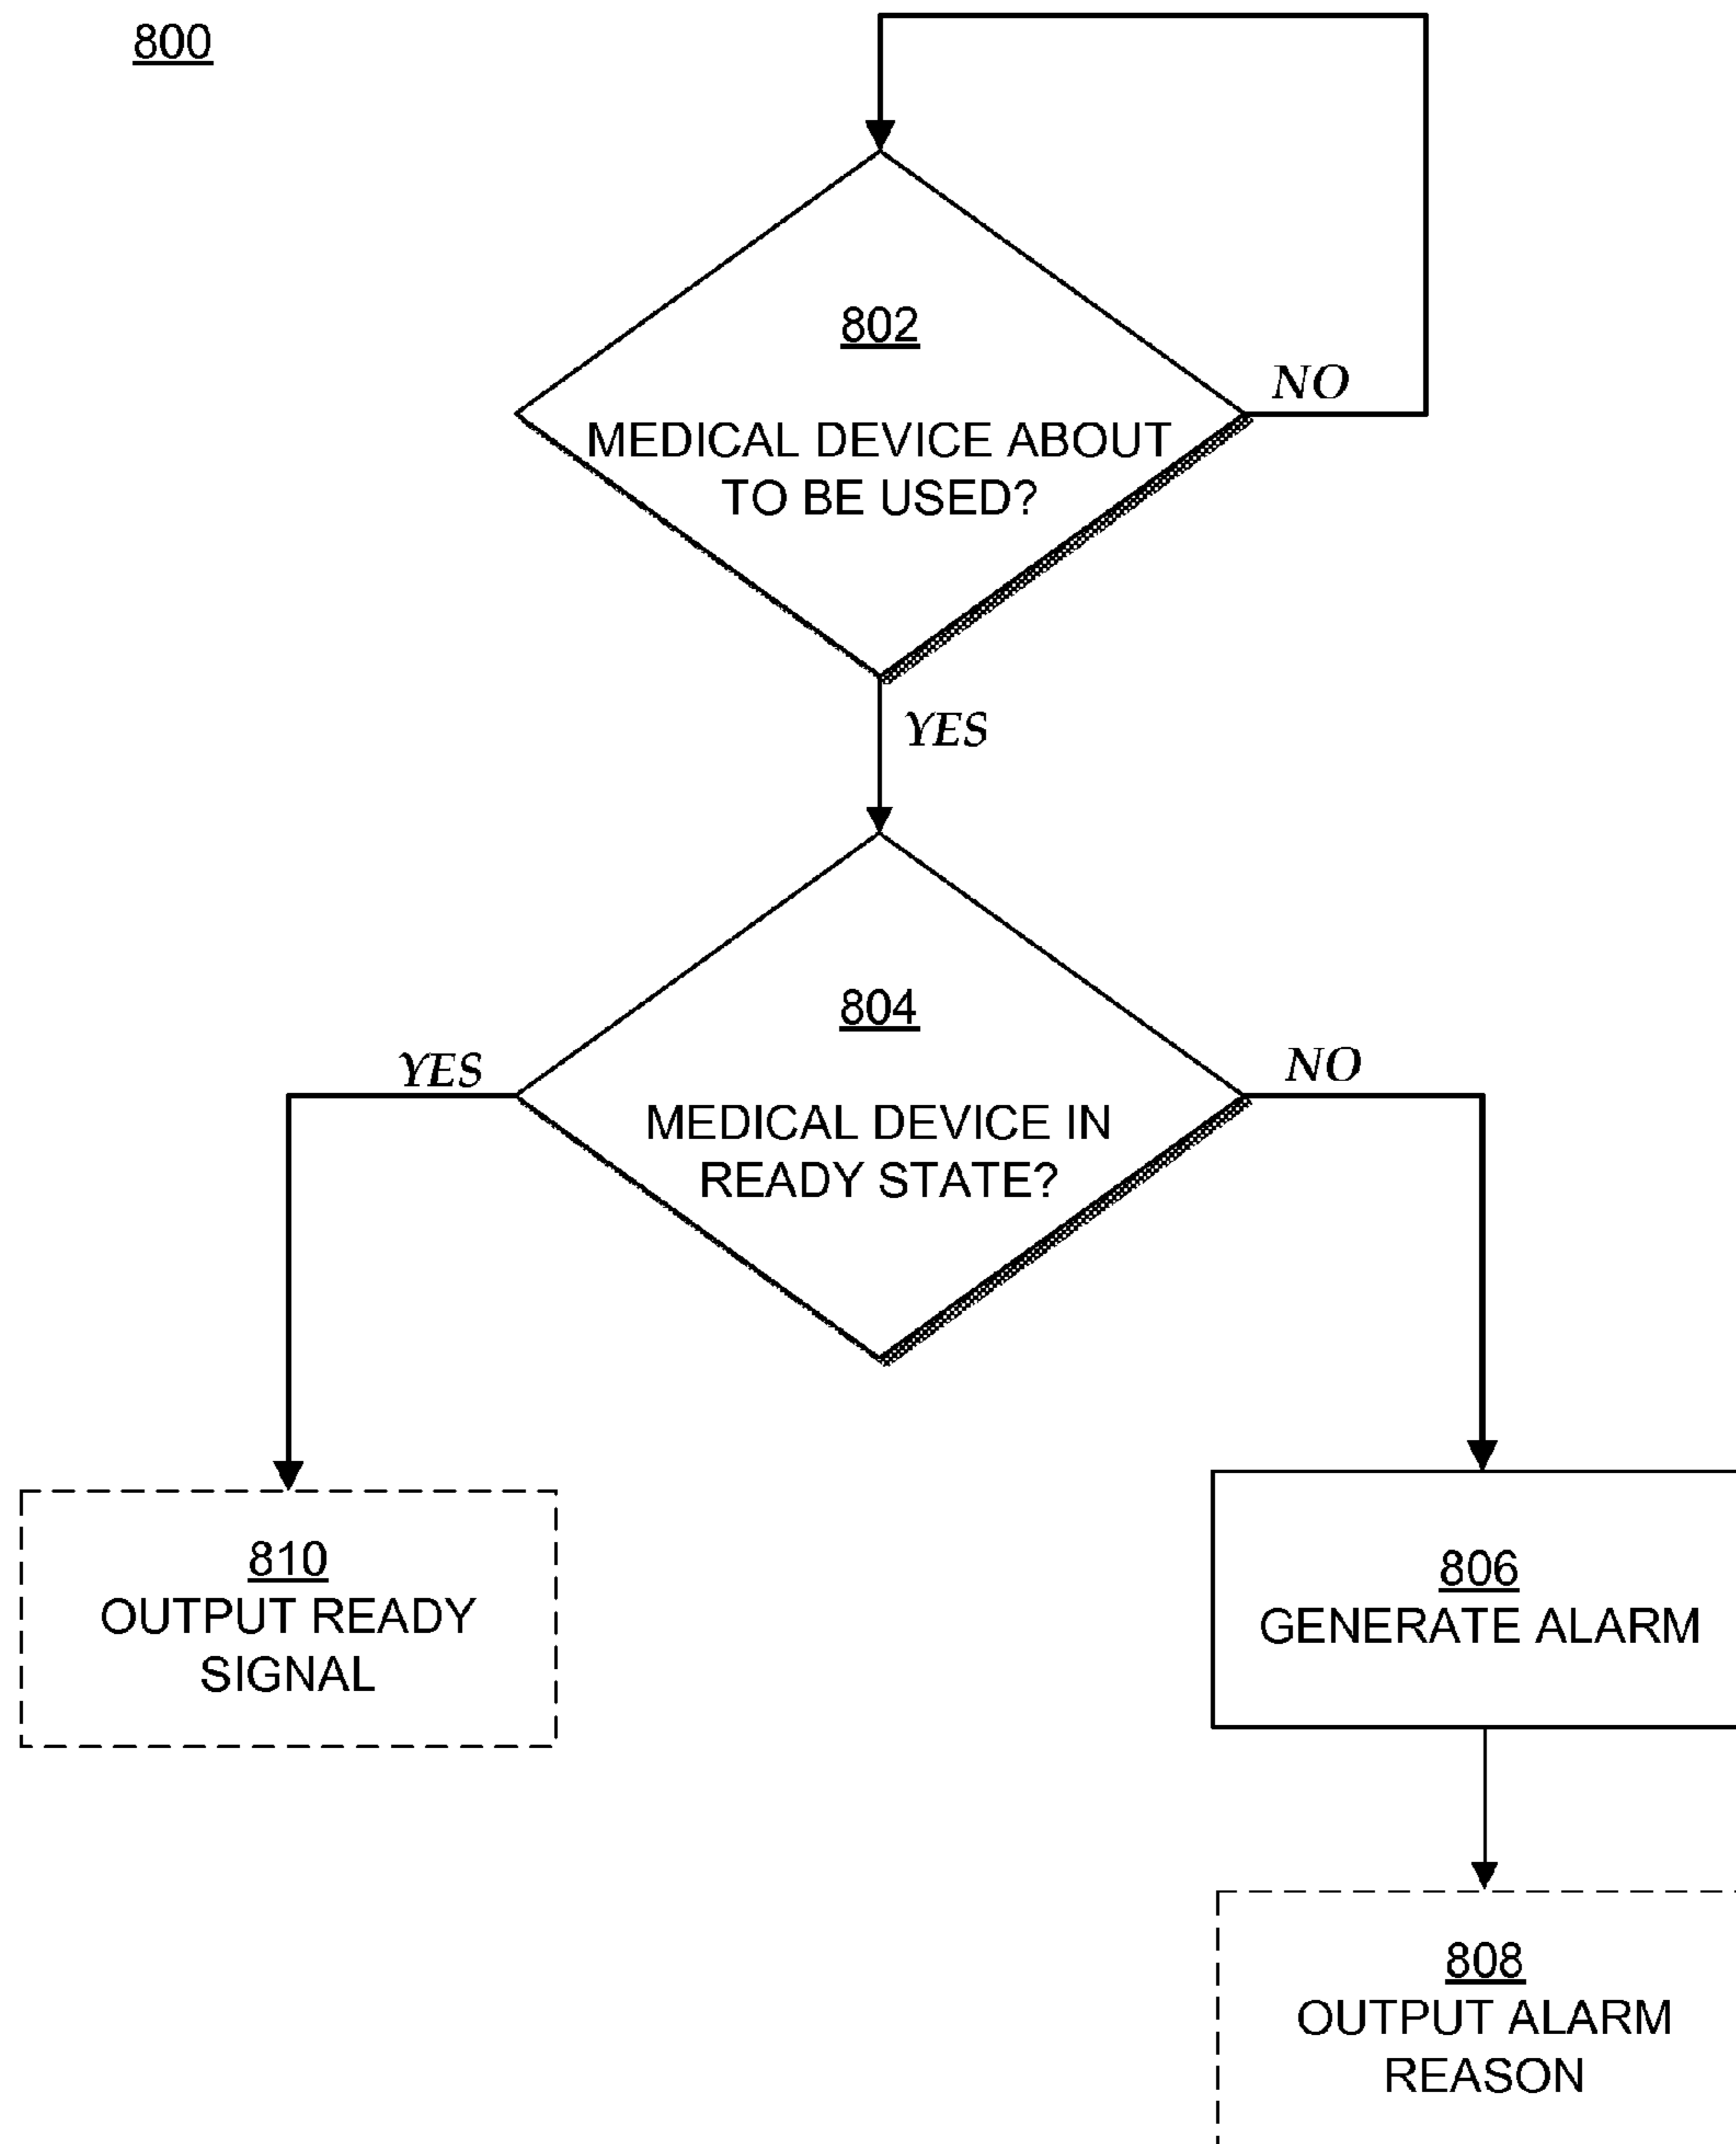 800
802
NO
MEDICAL DEVICE ABOUT
TO BE USED?
YES
804
YES
NO
MEDICAL DEVICE IN
READY STATE?
810
OUTPUT READY
SIGNAL
806
GENERATE ALARM
808
OUTPUT ALARM
REASON